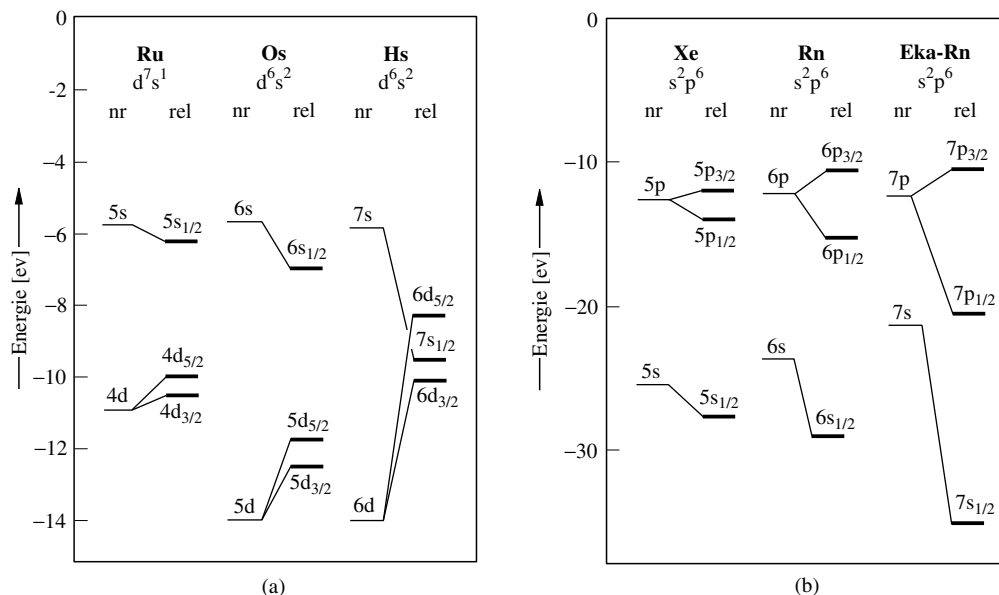 0
−2
−4
−6
−8
−10
−12
−14
Energie [ev]
Ru Os Hs
d⁷s¹ d⁶s² d⁶s²
nr rel nr rel nr rel
5s 5s₁/₂ 6s 6s₁/₂ 7s
6d₅/₂
7s₁/₂
4d₅/₂
4d 4d₃/₂ 6d₃/₂
5d₅/₂
5d 5d₃/₂ 6d
(a)
0
−10
−20
−30
Energie [ev]
Xe Rn Eka-Rn
s²p⁶ s²p⁶ s²p⁶
nr rel nr rel nr rel
5p 5p₃/₂ 6p 6p₃/₂ 7p 7p₃/₂
5p₁/₂ 6p₁/₂
7p₁/₂
7s
5s 5s₁/₂ 6s 6s₁/₂
7s₁/₂
(b)